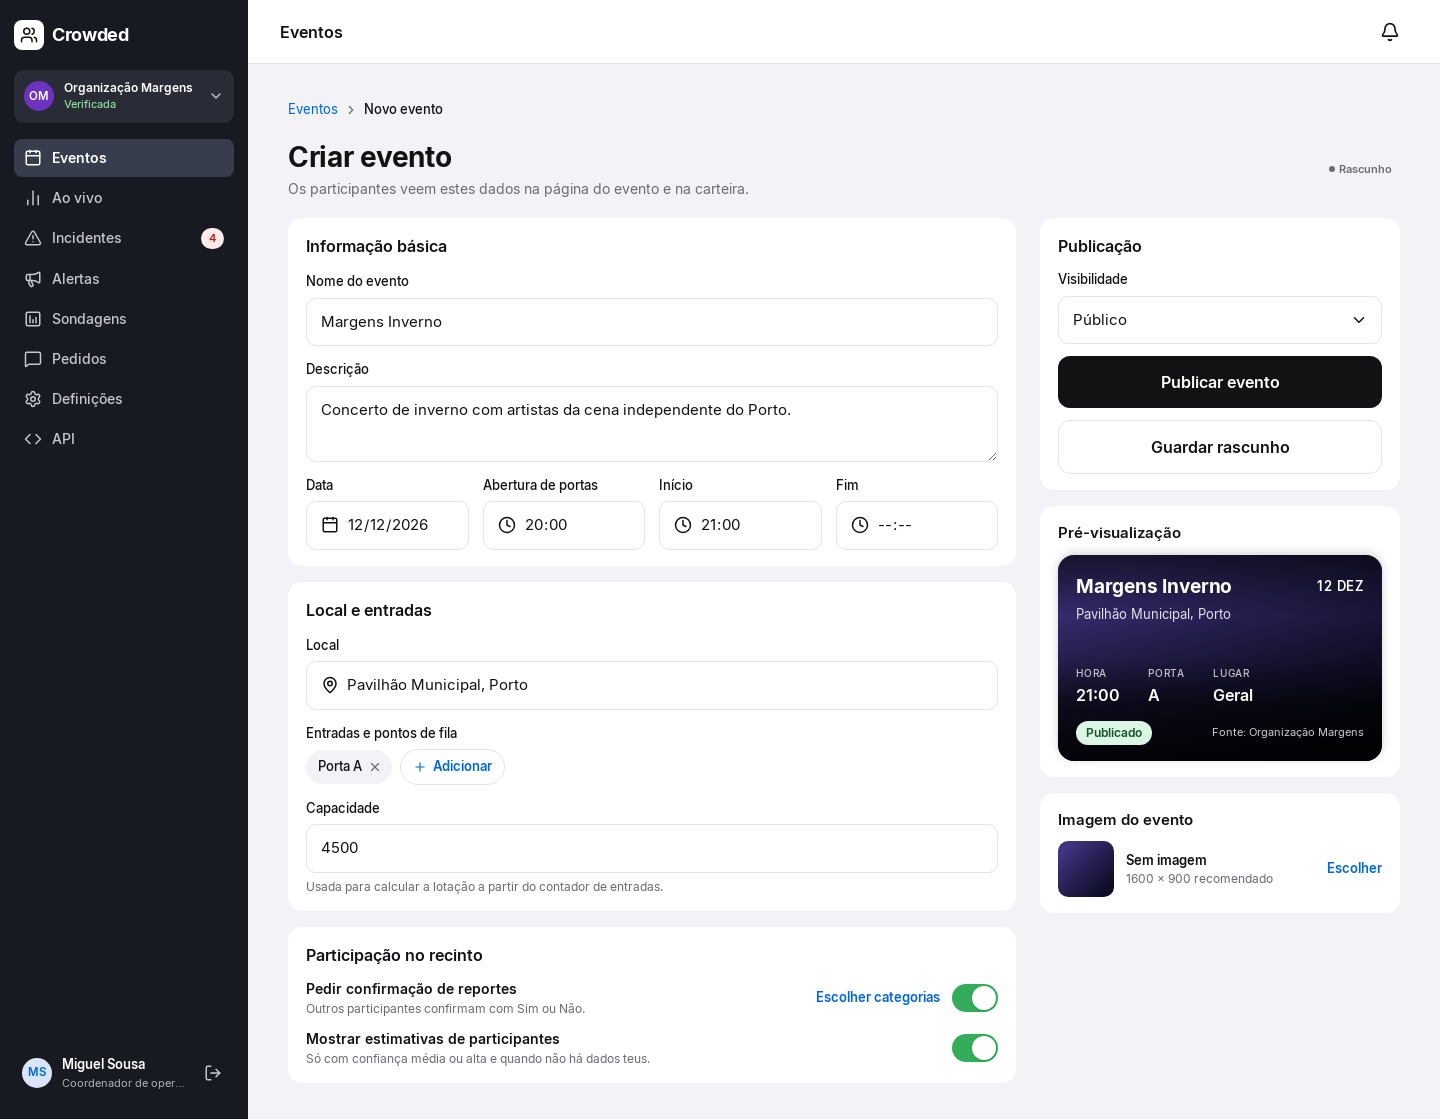 Crowded
OM
Organização Margens
Verificada
Eventos
Ao vivo
Incidentes
4
Alertas
Sondagens
Pedidos
Definições
API
MS
Miguel Sousa
Coordenador de oper...
Eventos
Eventos > Novo evento
Criar evento
Os participantes veem estes dados na página do evento e na carteira.
Rascunho
Informação básica
Nome do evento
Margens Inverno
Descrição
Concerto de inverno com artistas da cena independente do Porto.
Data
Abertura de portas
Início
Fim
12/12/2026
20:00
21:00
--:--
Local e entradas
Local
Pavilhão Municipal, Porto
Entradas e pontos de fila
Porta A
Adicionar
Capacidade
4500
Usada para calcular a lotação a partir do contador de entradas.
Participação no recinto
Pedir confirmação de reportes
Outros participantes confirmam com Sim ou Não.
Escolher categorias
Mostrar estimativas de participantes
Só com confiança média ou alta e quando não há dados teus.
Publicação
Visibilidade
Público
Publicar evento
Guardar rascunho
Pré-visualização
Margens Inverno
12 DEZ
Pavilhão Municipal, Porto
HORA
PORTA
LUGAR
21:00
A
Geral
Publicado
Fonte: Organização Margens
Imagem do evento
Sem imagem
1600 × 900 recomendado
Escolher